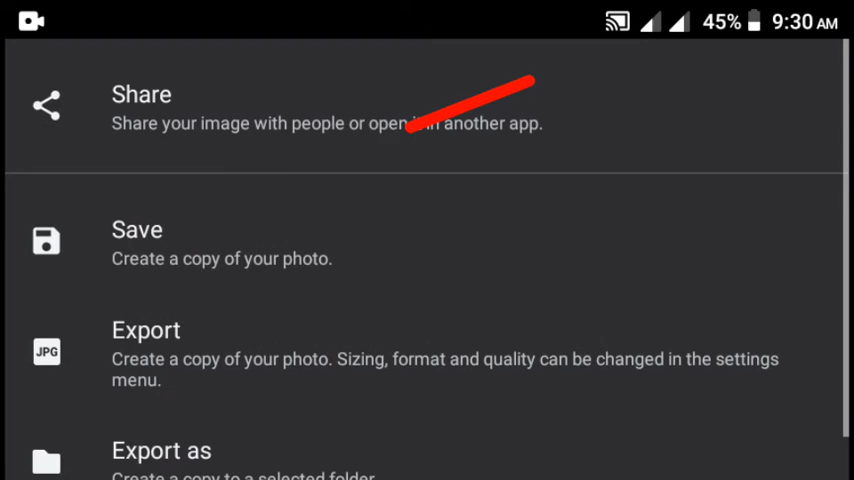 45% 9:30 AM
Share
Share your image with people or open it in another app.
Save
Create a copy of your photo.
JPG
Export
Create a copy of your photo. Sizing, format and quality can be changed in the settings
menu.
Export as
Create a copy to a selected folder.